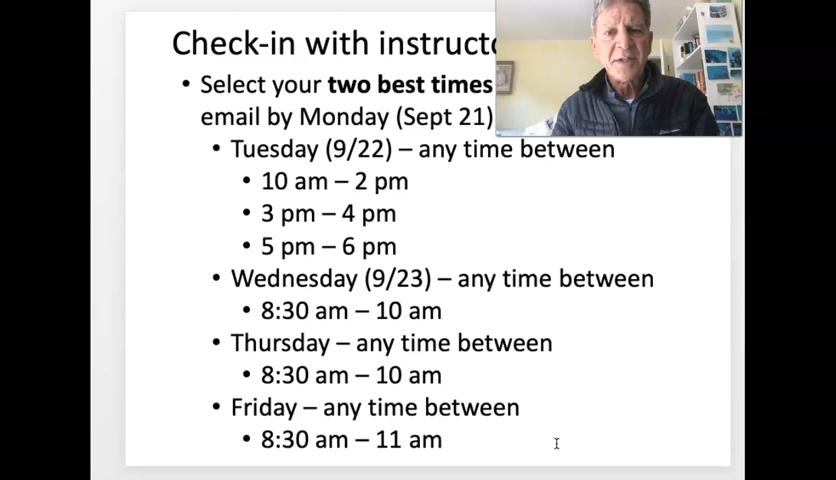 Check-in with
• Select your two best times
email by Monday (Sept 21)
• Tuesday (9/22) – any time between
• 10 am – 2 pm
• 3 pm – 4 pm
• 5 pm – 6 pm
• Wednesday (9/23) – any time between
• 8:30 am – 10 am
• Thursday – any time between
• 8:30 am – 10 am
• Friday – any time between
• 8:30 am – 11 am